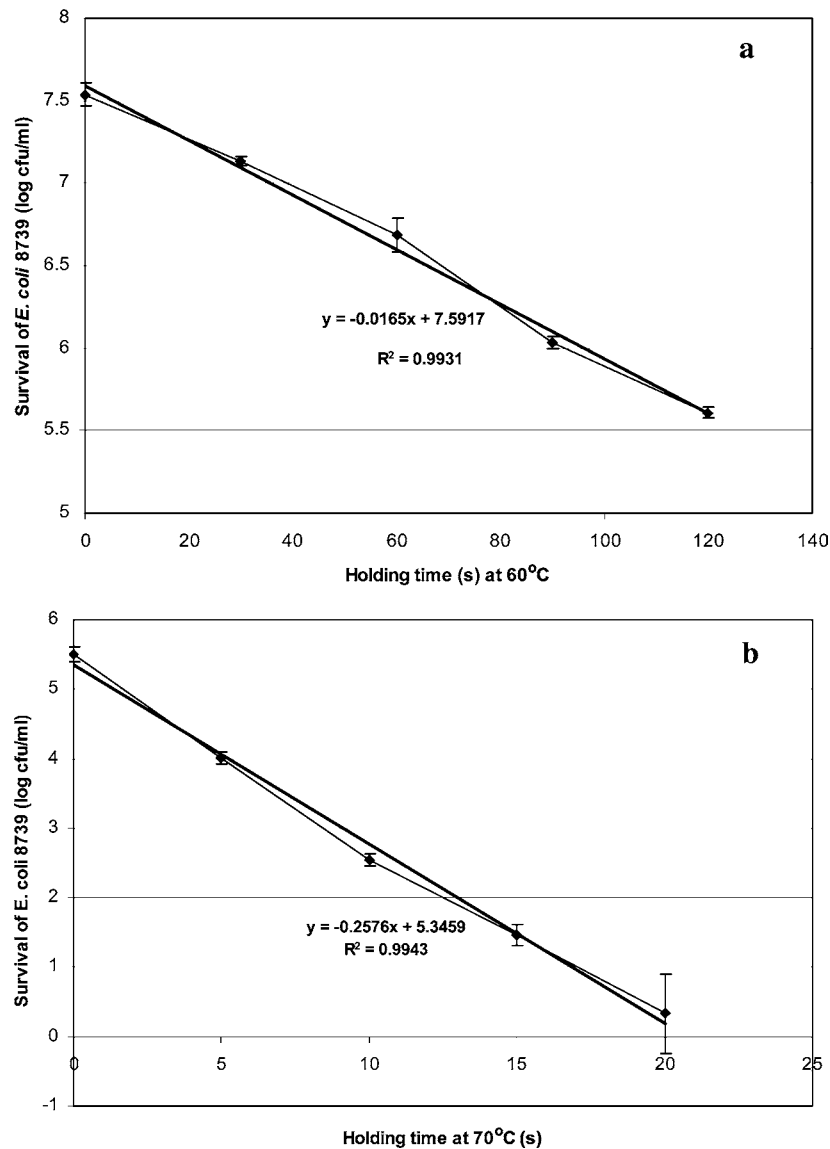 a
8
7.5
7
6.5
6
5.5
5
Survival of E. coli 8739 (log cfu/ml)
y = -0.0165x + 7.5917
R² = 0.9931
0 20 40 60 80 100 120 140
Holding time (s) at 60°C
b
6
5
4
3
2
1
0
-1
Survival of E. coli 8739 (log cfu/ml)
y = -0.2576x + 5.3459
R² = 0.9943
0 5 10 15 20 25
Holding time at 70°C (s)